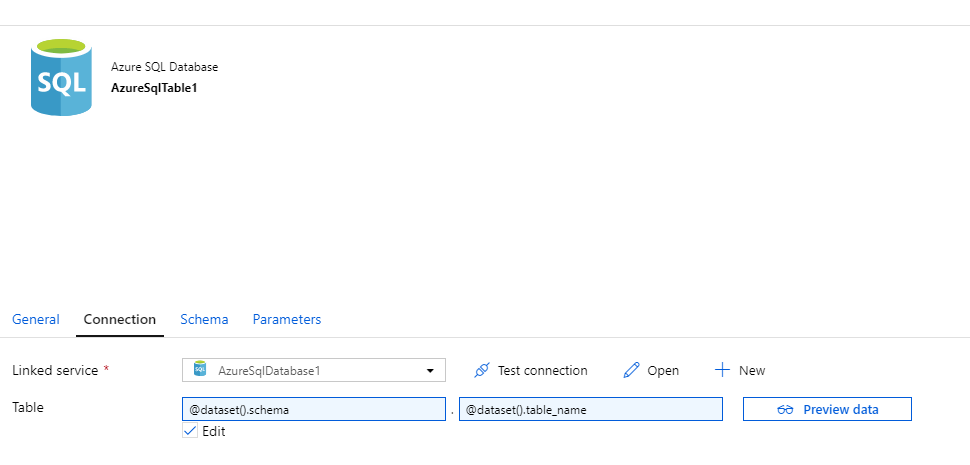 SQL
Azure SQL Database
AzureSqlTable1
General Connection Schema Parameters
Linked service * SQL AzureSqlDatabase1 Test connection Open New
Table @dataset().schema . @dataset().table_name Preview data
Edit